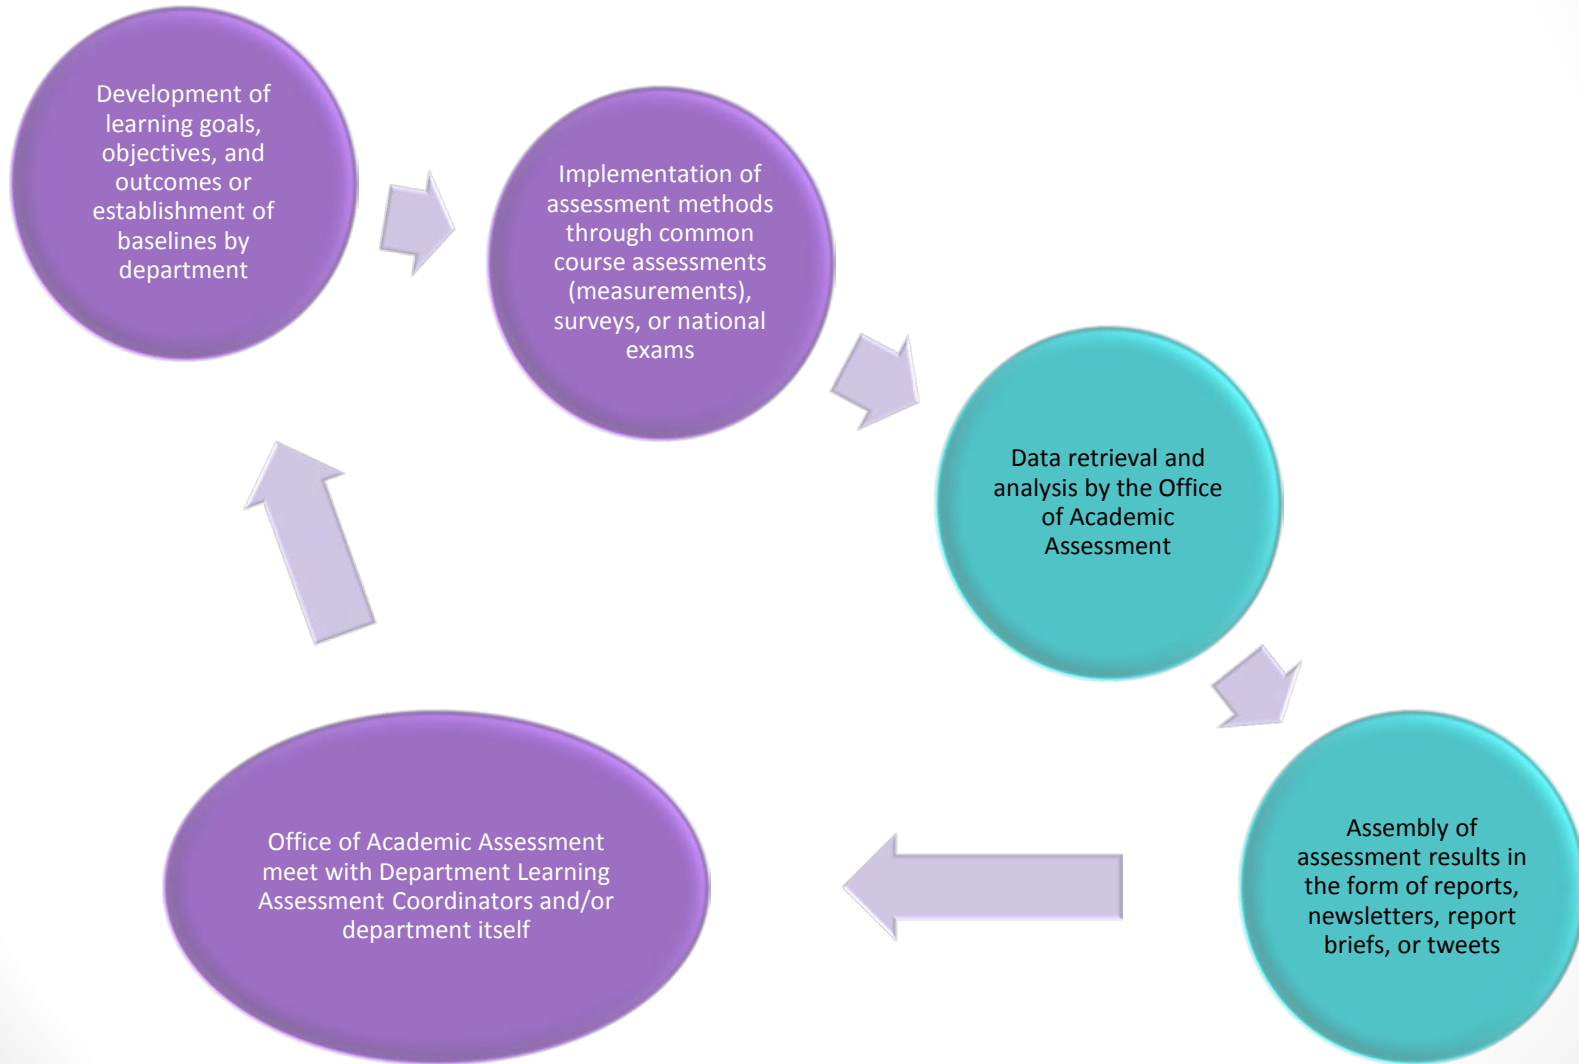 Development of
learning goals,
objectives, and
outcomes or
establishment of
baselines by
department
Implementation of
assessment methods
through common
course assessments
(measurements),
surveys, or national
exams
Data retrieval and
analysis by the Office
of Academic
Assessment
Assembly of
assessment results in
the form of reports,
newsletters, report
briefs, or tweets
Office of Academic Assessment
meet with Department Learning
Assessment Coordinators and/or
department itself